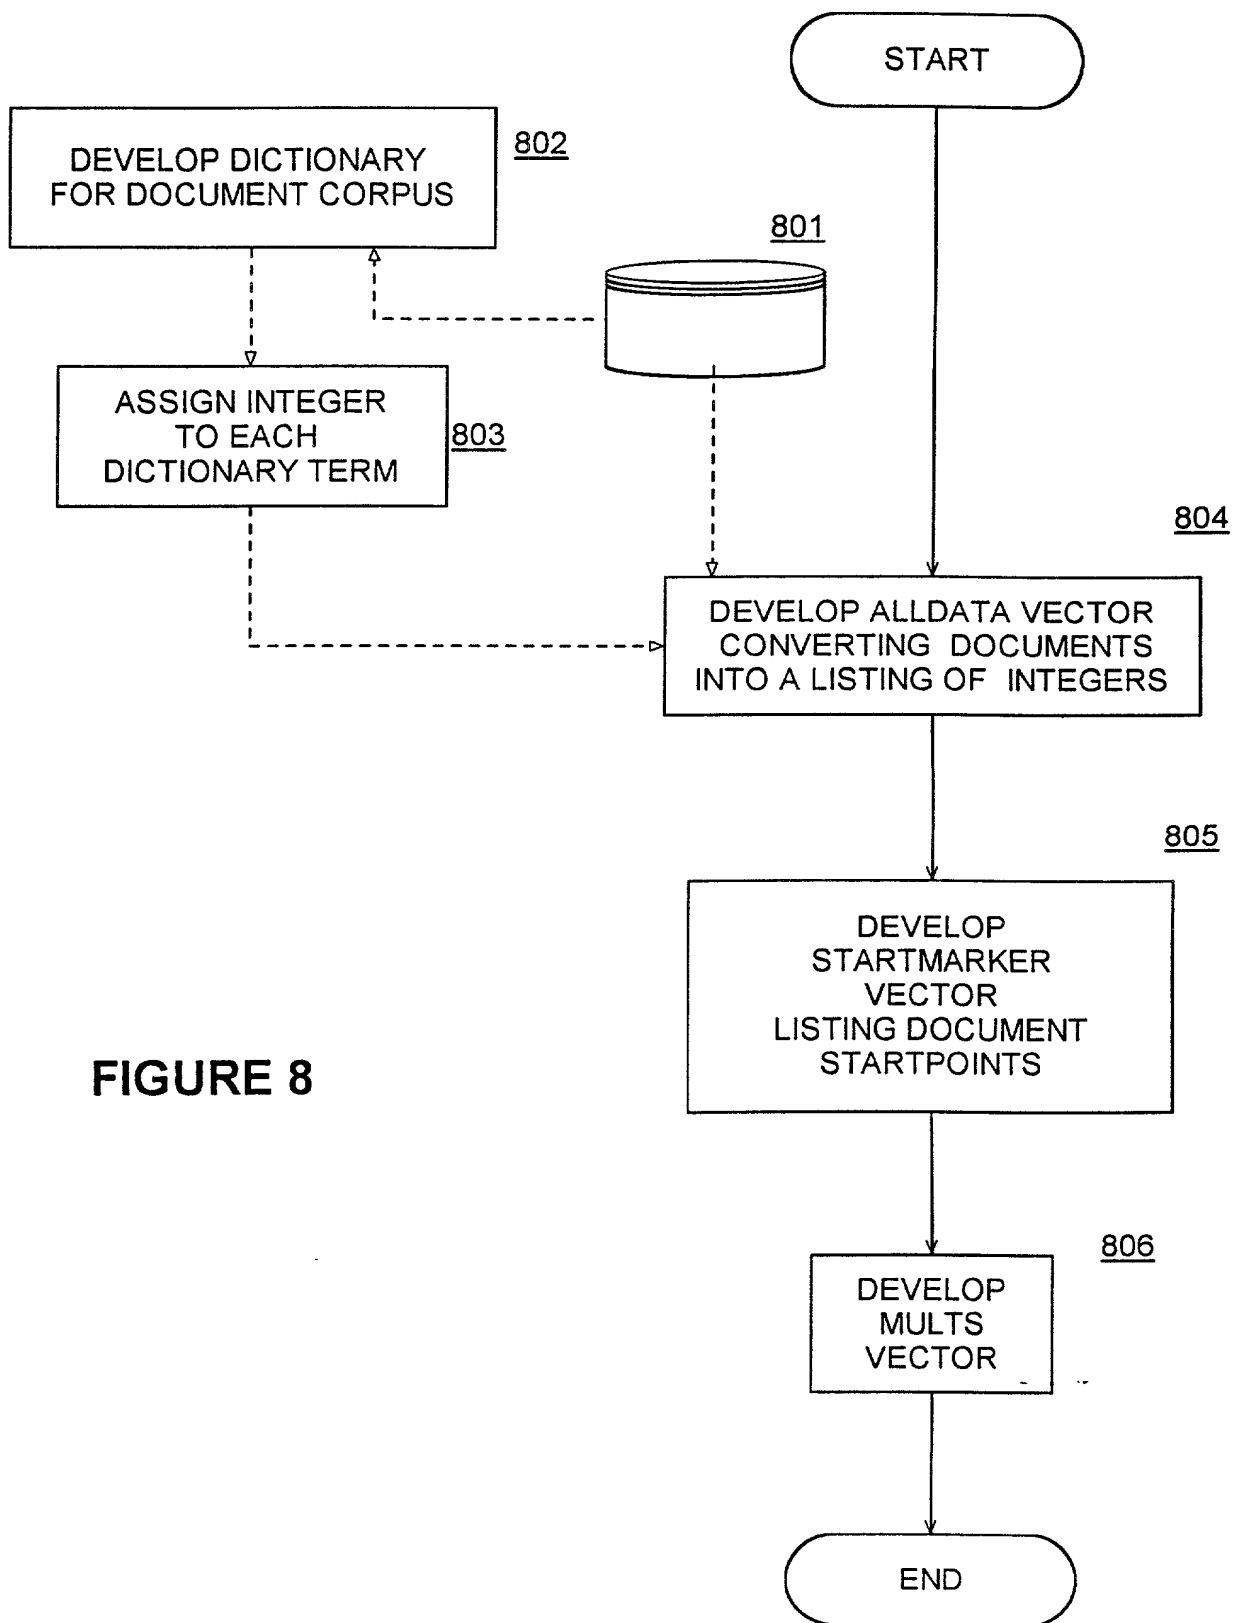 START
DEVELOP DICTIONARY
FOR DOCUMENT CORPUS
802
801
ASSIGN INTEGER
TO EACH
DICTIONARY TERM
803
804
DEVELOP ALLDATA VECTOR
CONVERTING DOCUMENTS
INTO A LISTING OF INTEGERS
805
DEVELOP
STARTMARKER
VECTOR
LISTING DOCUMENT
STARTPOINTS
FIGURE 8
806
DEVELOP
MULTS
VECTOR
END